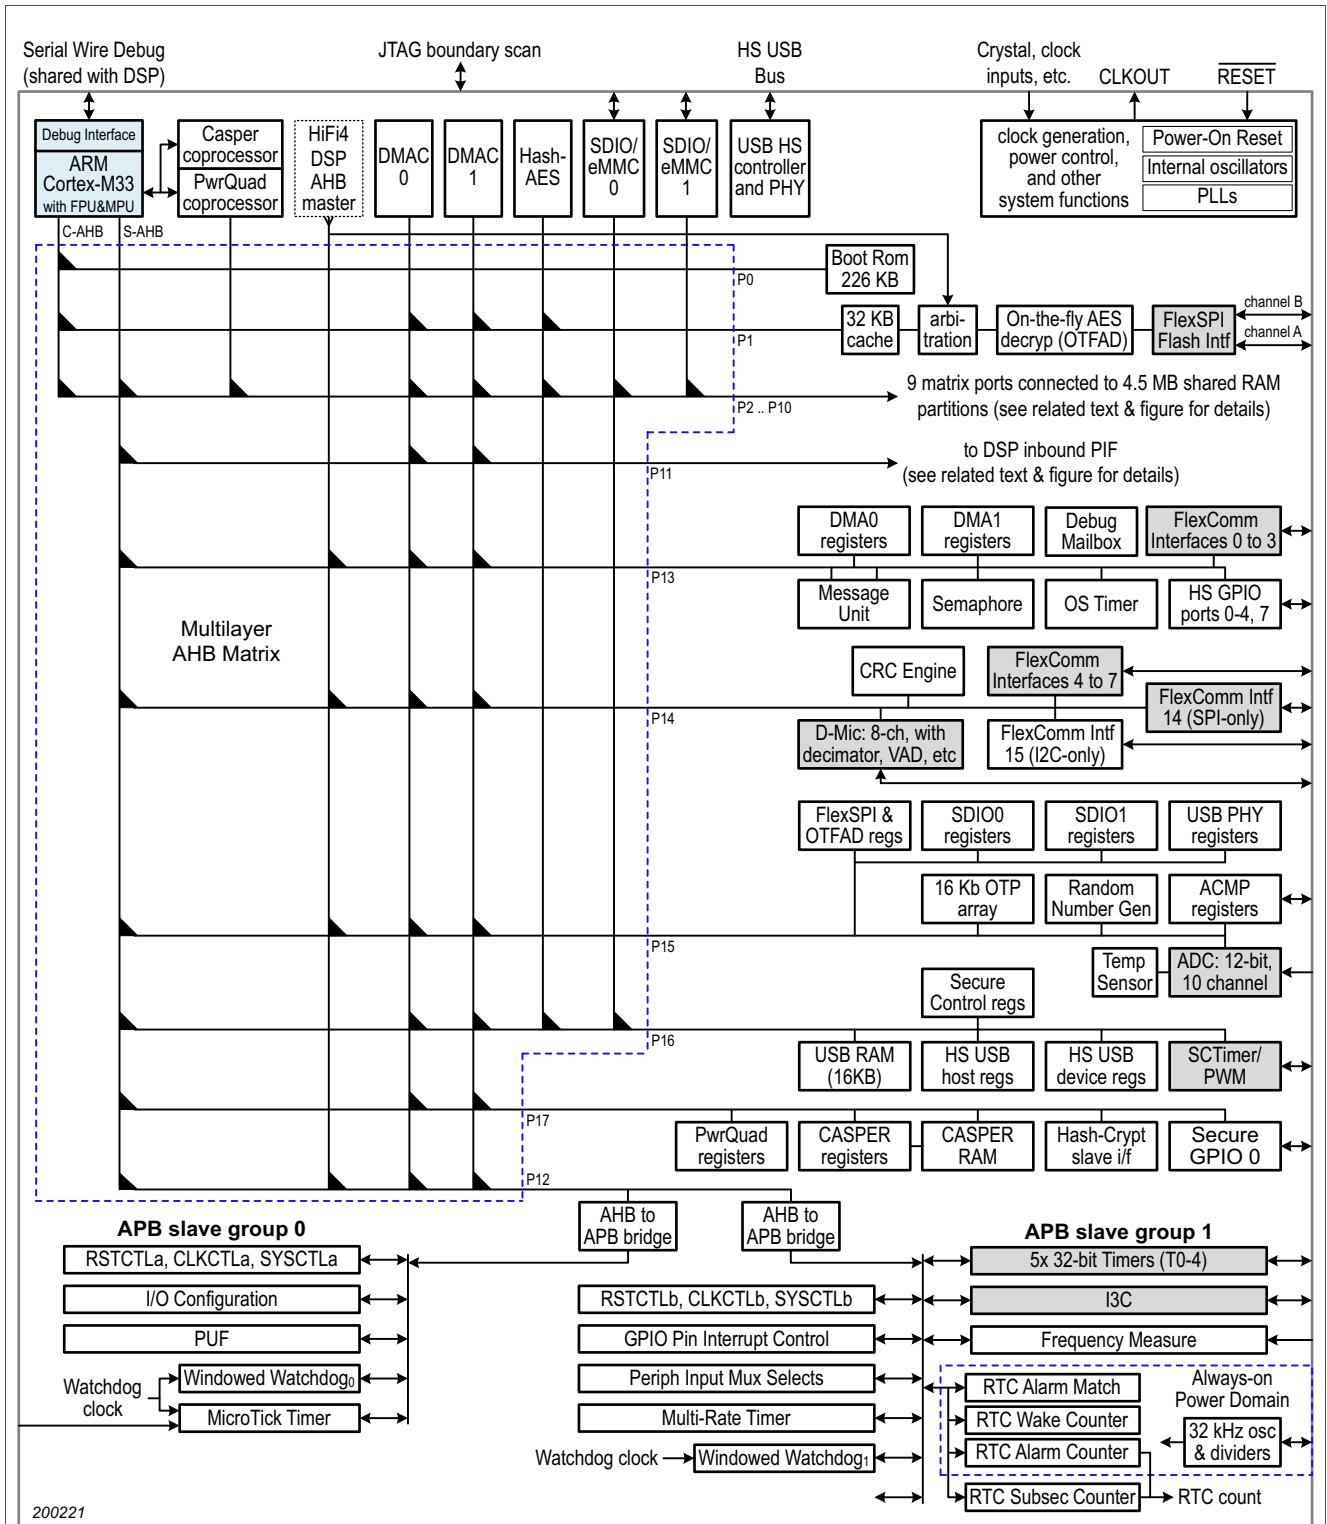 Serial Wire Debug
(shared with DSP)
JTAG boundary scan
HS USB
Bus
Crystal, clock
inputs, etc.
CLKOUT
RESET
Debug Interface
ARM
Cortex-M33
with FPU&MPU
Casper
coprocessor
PwrQuad
coprocessor
HiFi4
DSP
AHB
master
DMAC
0
DMAC
1
Hash-
AES
SDIO/
eMMC
0
SDIO/
eMMC
1
USB HS
controller
and PHY
clock generation,
power control,
and other
system functions
Power-On Reset
Internal oscillators
PLLs
C-AHB
S-AHB
Boot Rom
226 KB
P0
32 KB
cache
arbi-
tration
On-the-fly AES
decryp (OTFAD)
FlexSPI
Flash Intf
channel B
channel A
P1
9 matrix ports connected to 4.5 MB shared RAM
partitions (see related text & figure for details)
P2 .. P10
to DSP inbound PIF
(see related text & figure for details)
P11
DMA0
registers
DMA1
registers
Debug
Mailbox
FlexComm
Interfaces 0 to 3
P13
Message
Unit
Semaphore
OS Timer
HS GPIO
ports 0-4, 7
Multilayer
AHB Matrix
CRC Engine
FlexComm
Interfaces 4 to 7
FlexComm Intf
14 (SPI-only)
P14
D-Mic: 8-ch, with
decimator, VAD, etc
FlexComm Intf
15 (I2C-only)
FlexSPI &
OTFAD regs
SDIO0
registers
SDIO1
registers
USB PHY
registers
16 Kb OTP
array
Random
Number Gen
ACMP
registers
P15
Temp
Sensor
ADC: 12-bit,
10 channel
Secure
Control regs
P16
USB RAM
(16KB)
HS USB
host regs
HS USB
device regs
SCTimer/
PWM
P17
PwrQuad
registers
CASPER
registers
CASPER
RAM
Hash-Crypt
slave i/f
Secure
GPIO 0
P12
AHB to
APB bridge
AHB to
APB bridge
APB slave group 0
RSTCTLa, CLKCTLa, SYSCTLa
I/O Configuration
PUF
Windowed Watchdog0
MicroTick Timer
Watchdog
clock
RSTCTLb, CLKCTLb, SYSCTLb
GPIO Pin Interrupt Control
Periph Input Mux Selects
Multi-Rate Timer
Watchdog clock
Windowed Watchdog1
APB slave group 1
5x 32-bit Timers (T0-4)
I3C
Frequency Measure
RTC Alarm Match
RTC Wake Counter
RTC Alarm Counter
RTC Subsec Counter
RTC count
Always-on
Power Domain
32 kHz osc
& dividers
200221